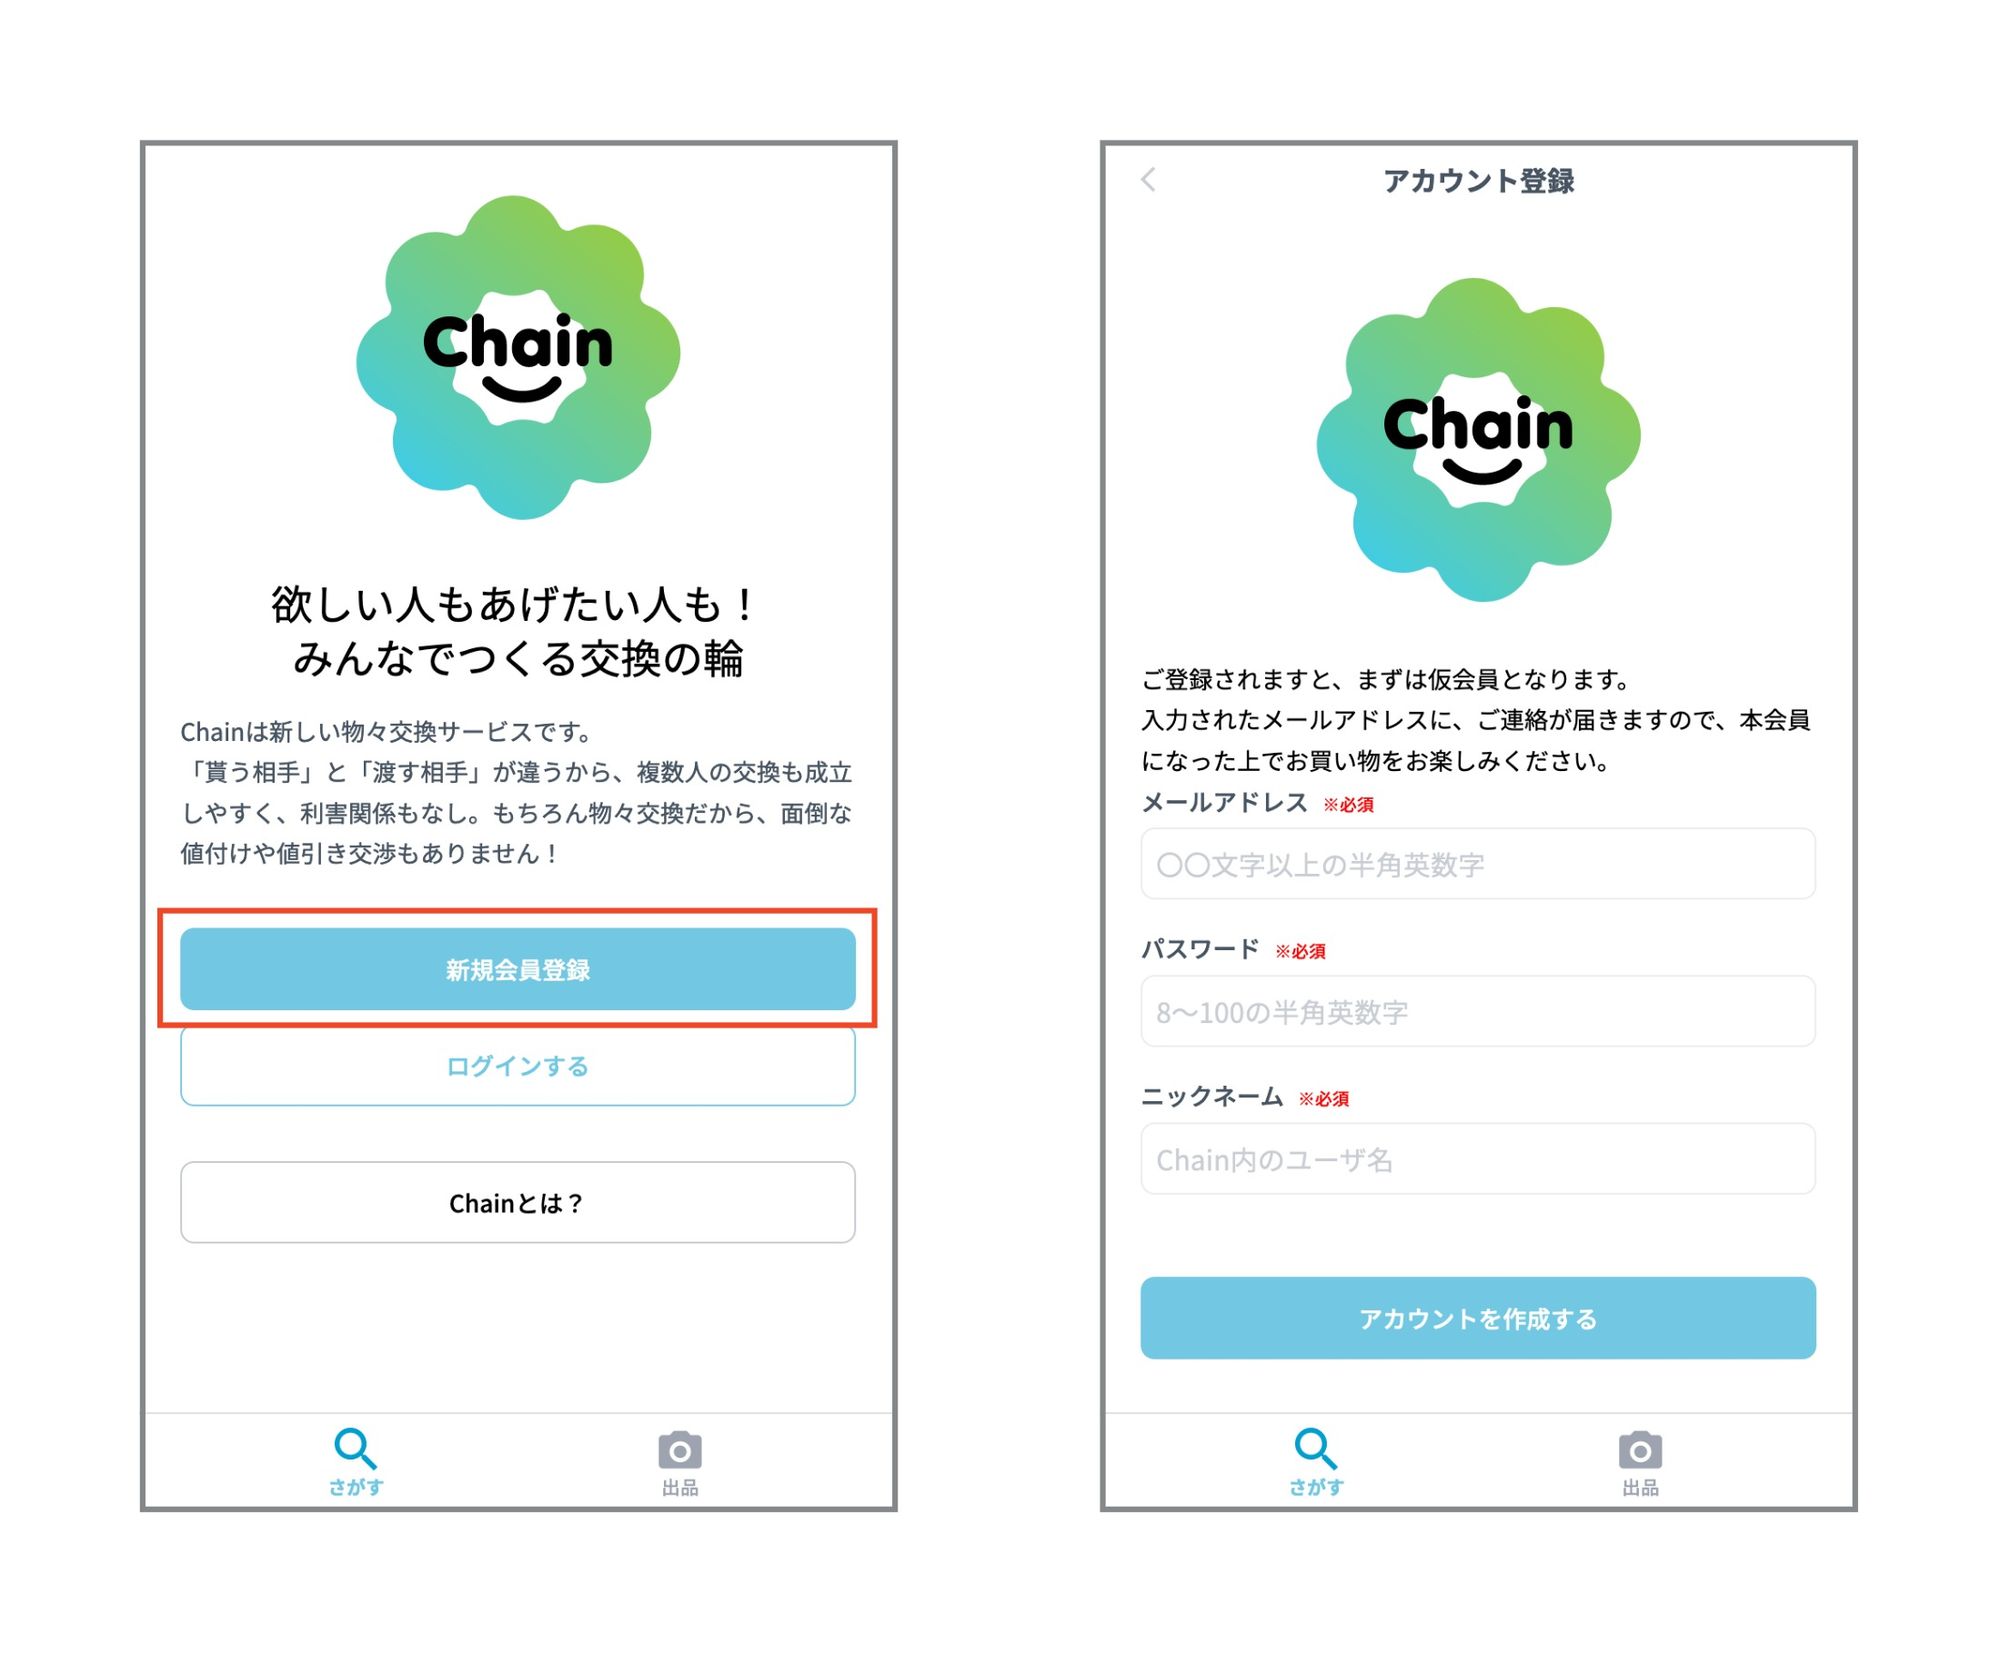 Chain
欲しい人もあげたい人も！
みんなでつくる交換の輪
Chainは新しい物々交換サービスです。
「貰う相手」と「渡す相手」が違うから、複数人の交換も成立
しやすく、利害関係もなし。もちろん物々交換だから、面倒な
値付けや値引き交渉もありません！
新規会員登録
ログインする
Chainとは？
さがす
出品
アカウント登録
Chain
ご登録されますと、まずは仮会員となります。
入力されたメールアドレスに、ご連絡が届きますので、本会員
になった上でお買い物をお楽しみください。
メールアドレス ※必須
〇〇文字以上の半角英数字
パスワード ※必須
8〜100の半角英数字
ニックネーム ※必須
Chain内のユーザ名
アカウントを作成する
さがす
出品